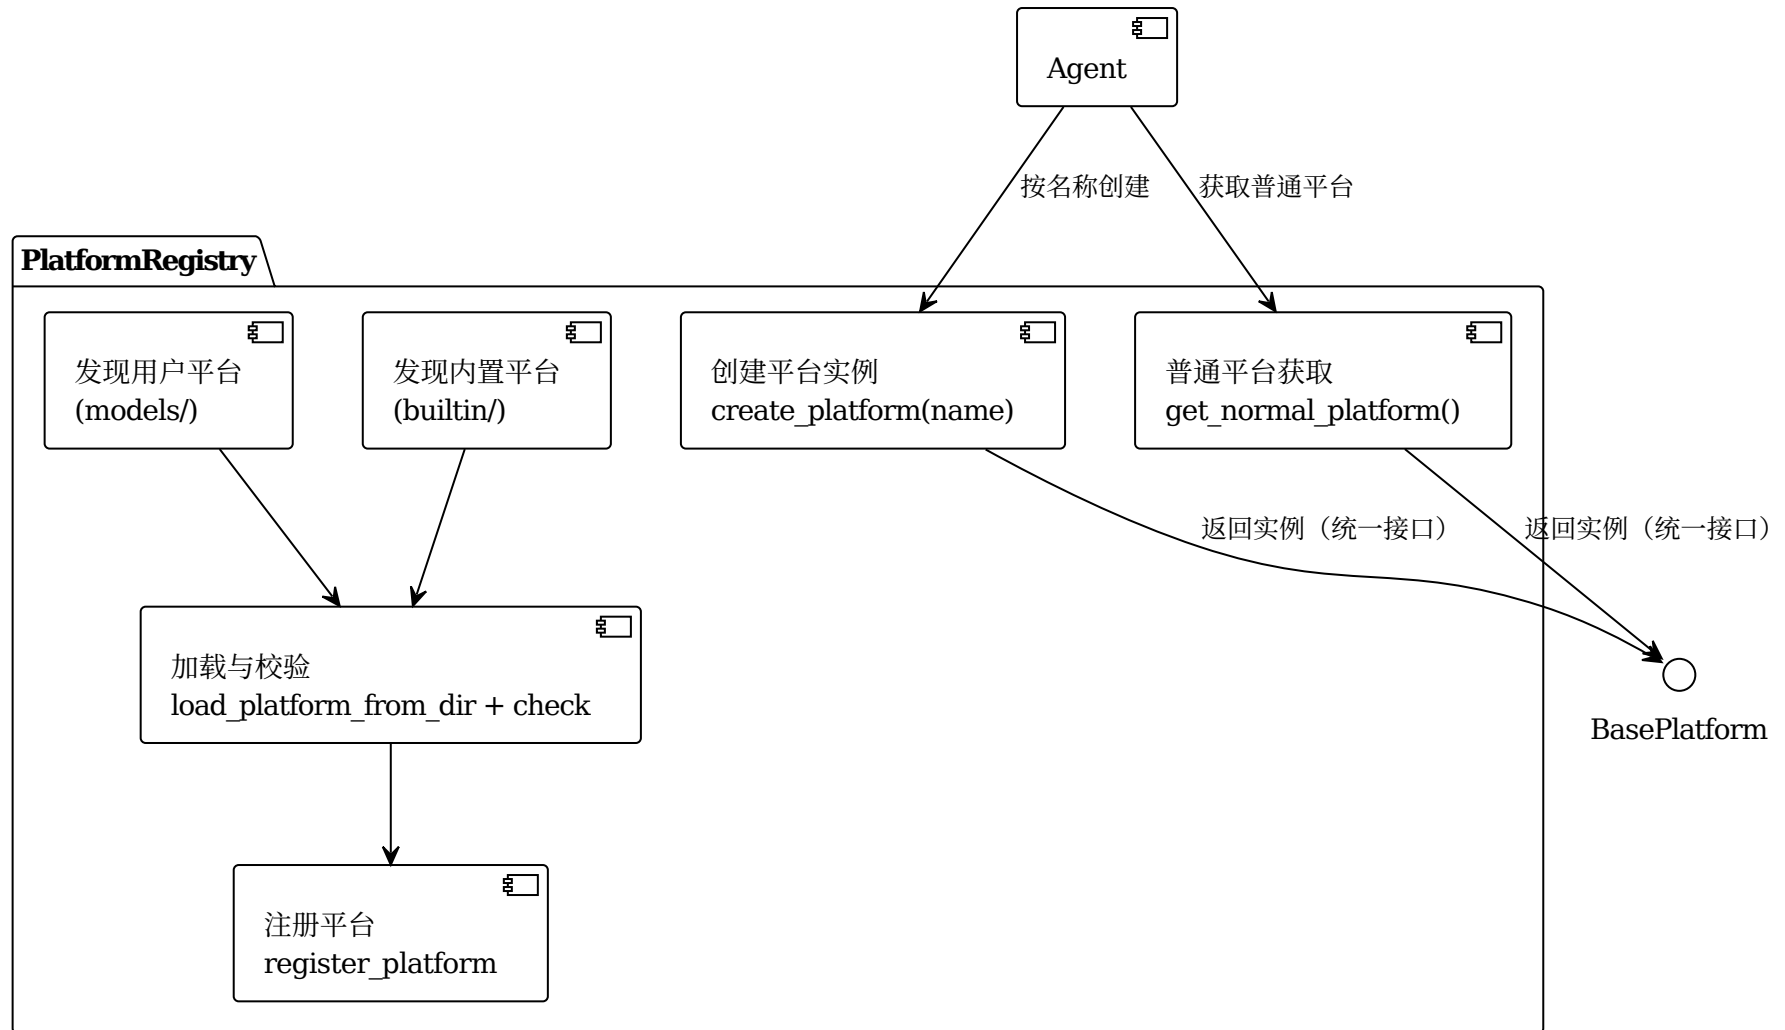 Agent
按名称创建
获取普通平台
PlatformRegistry
发现用户平台
(models/)
发现内置平台
(builtin/)
创建平台实例
create_platform(name)
普通平台获取
get_normal_platform()
返回实例（统一接口）
返回实例（统一接口）
加载与校验
load_platform_from_dir + check
BasePlatform
注册平台
register_platform